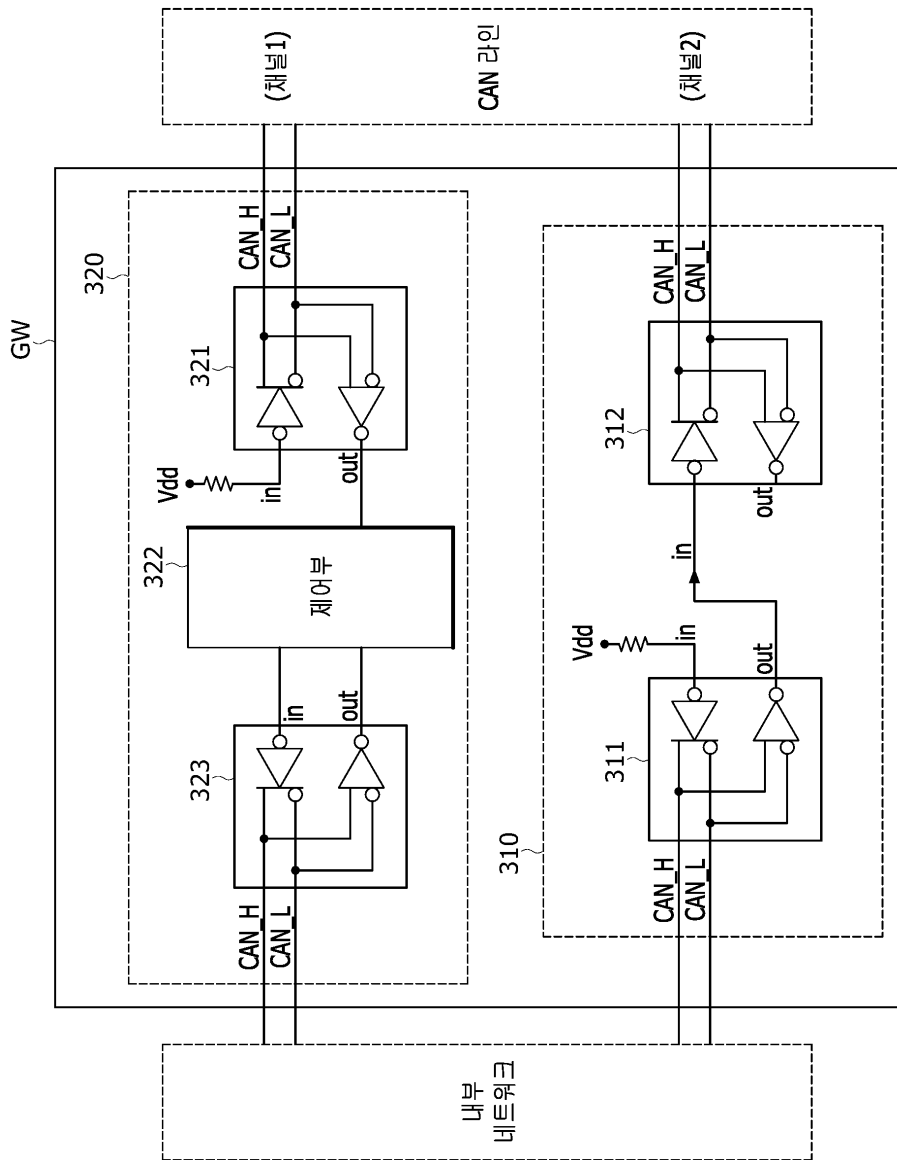 GW
320
CAN_H
CAN_L
323
in
out
322
제어부
Vdd
in
out
321
CAN_H
CAN_L
310
CAN_H
CAN_L
311
Vdd
in
out
in
out
312
CAN_H
CAN_L
내부
네트워크
(채널1)
CAN 라인
(채널2)